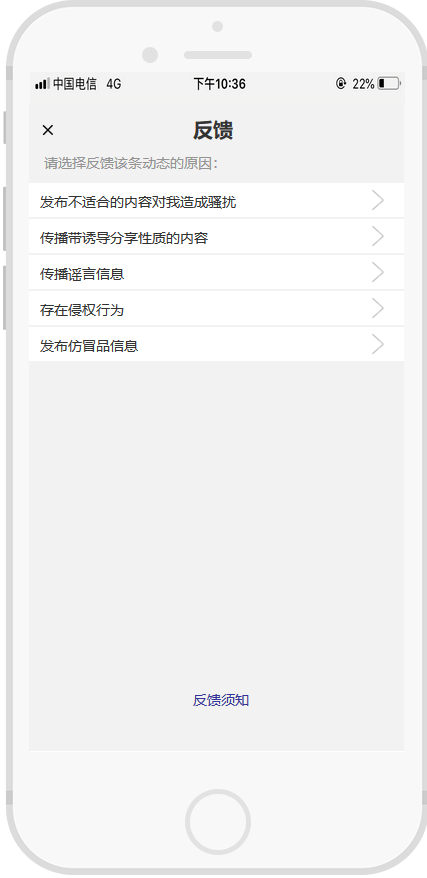 中国电信 4G 下午10:36 22%
反馈
请选择反馈该条动态的原因：
发布不适合的内容对我造成骚扰
传播带诱导分享性质的内容
传播谣言信息
存在侵权行为
发布仿冒品信息
反馈须知